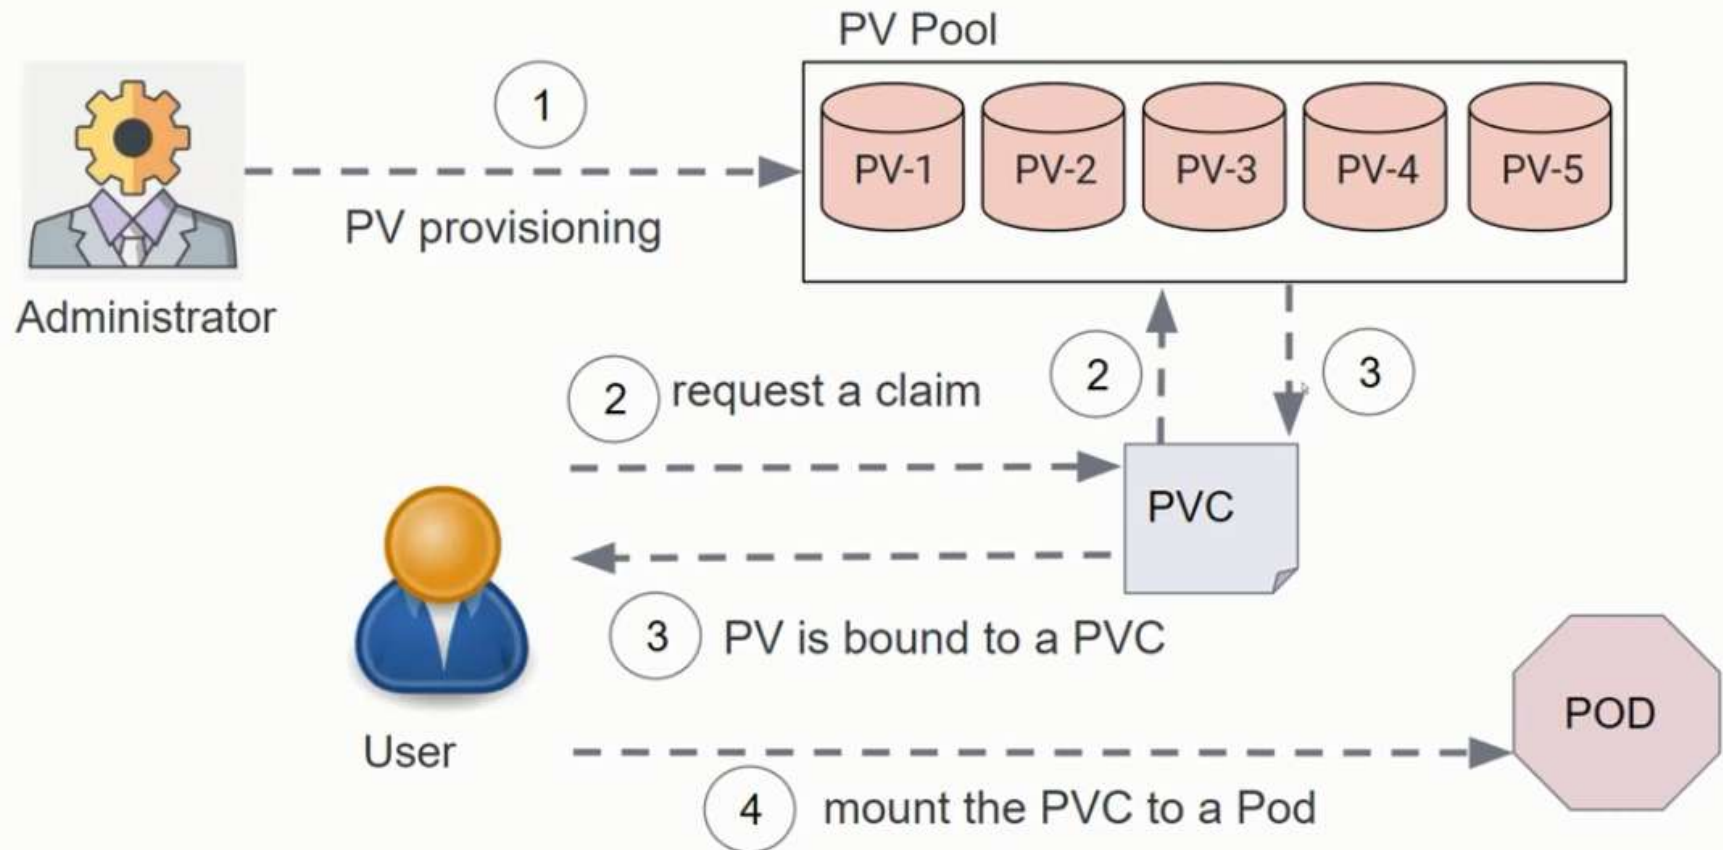 PV Pool
1
PV-1 PV-2 PV-3 PV-4 PV-5
PV provisioning
Administrator
2 request a claim
2
3
PVC
3 PV is bound to a PVC
POD
User
4 mount the PVC to a Pod